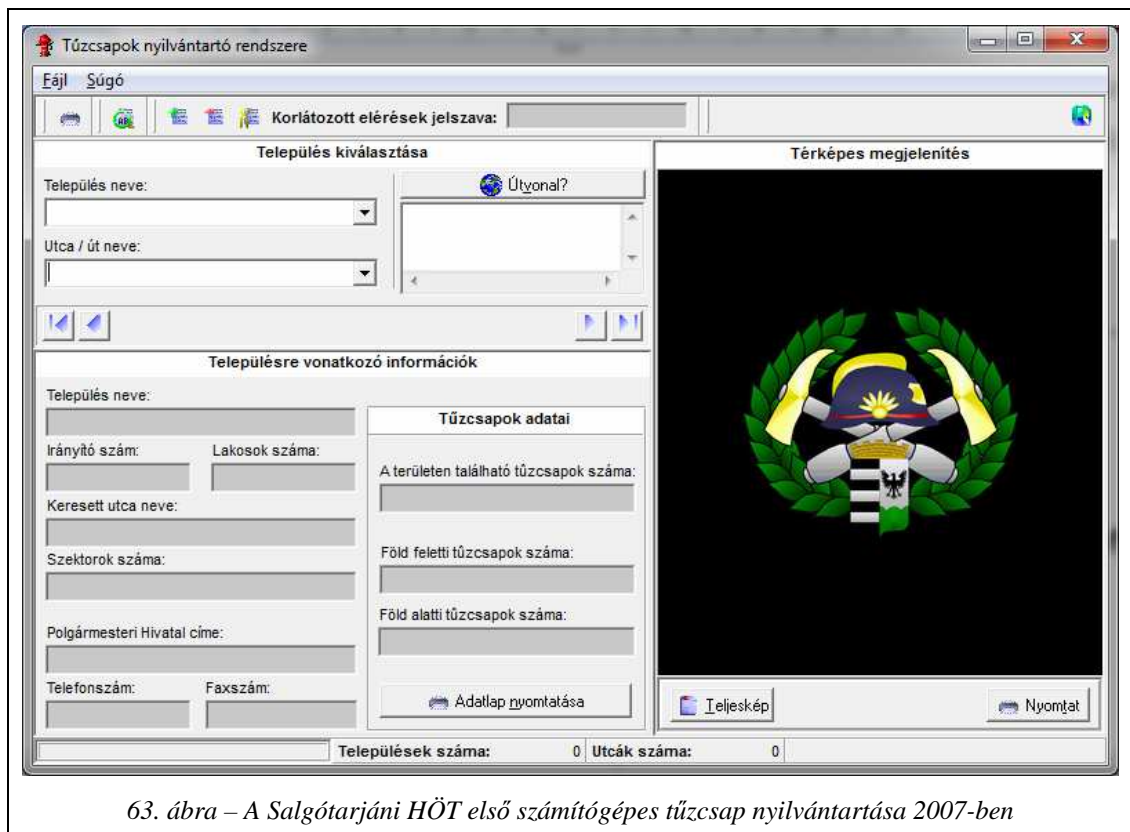 Tűzcsapok nyilvántartó rendszere
Fájl Súgó
Korlátozott elérések jelszava:
Település kiválasztása
Település neve:
Utca / út neve:
Útvonal?
Településre vonatkozó információk
Település neve:
Irányító szám: Lakosok száma:
Keresett utca neve:
Szektorok száma:
Polgármesteri Hivatal címe:
Telefonszám: Faxszám:
Tűzcsapok adatai
A területen található tűzcsapok száma:
Föld feletti tűzcsapok száma:
Föld alatti tűzcsapok száma:
Adatlap nyomtatása
Térképes megjelenítés
Teljeskép
Nyomtat
Települések száma: 0 Utcák száma: 0
63. ábra – A Salgótarjáni HÖT első számítógépes tűzcsap nyilvántartása 2007-ben